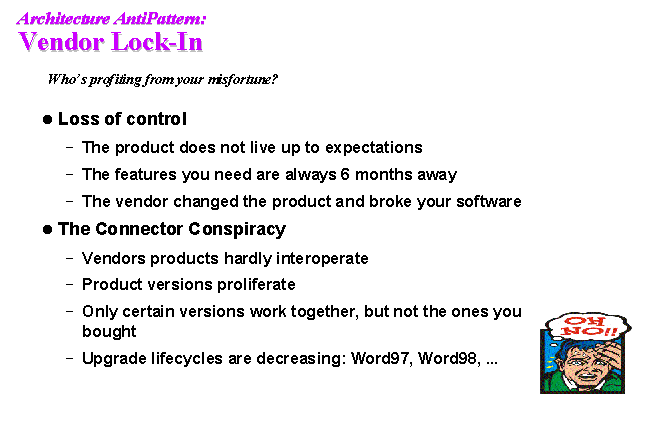 Architecture AntiPattern:
Vendor Lock-In
Who's profiting from your misfortune?
● Loss of control
– The product does not live up to expectations
– The features you need are always 6 months away
– The vendor changed the product and broke your software
● The Connector Conspiracy
– Vendors products hardly interoperate
– Product versions proliferate
– Only certain versions work together, but not the ones you
bought
– Upgrade lifecycles are decreasing: Word97, Word98, ...
OH
NO!!